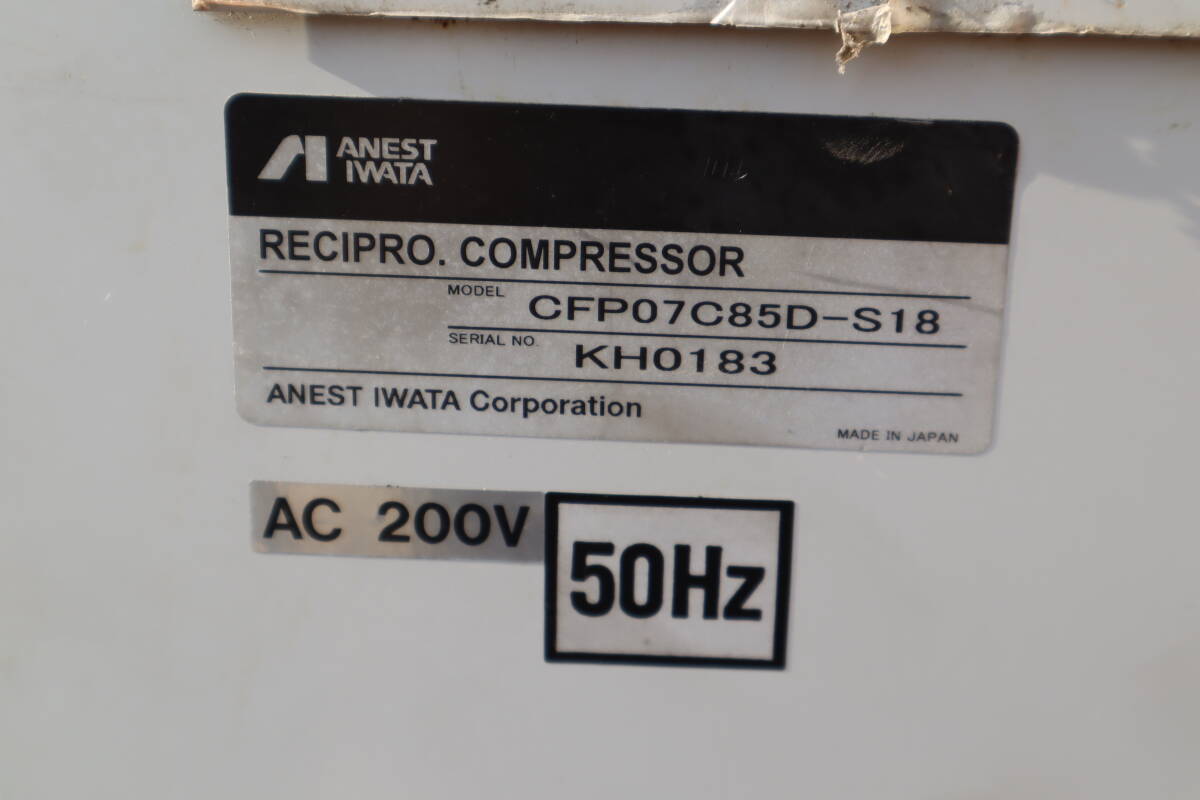 ANEST
IWATA
RECIPRO. COMPRESSOR
MODEL CFP07C85D-S18
SERIAL NO. KH0183
ANEST IWATA Corporation
MADE IN JAPAN
AC 200V
50Hz